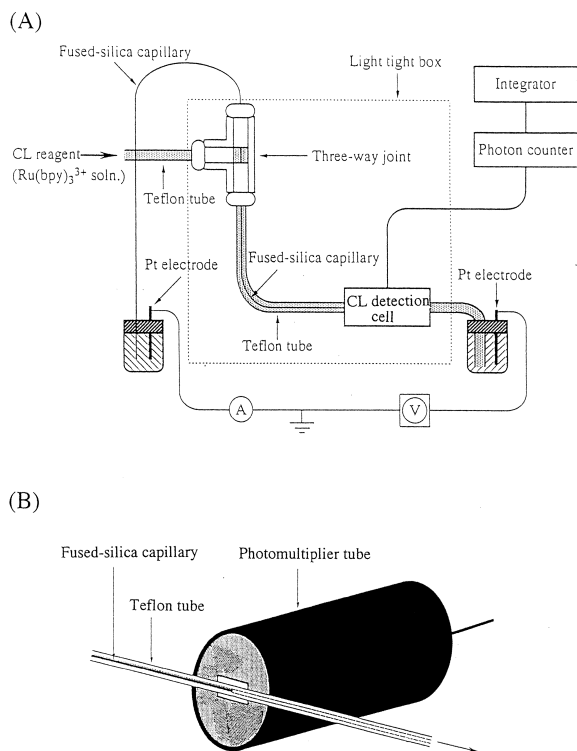 (A)
Fused-silica capillary
Light tight box
Integrator
Photon counter
CL reagent
(Ru(bpy)₃³⁺ soln.)
Three-way joint
Teflon tube
Fused-silica capillary
Pt electrode
Pt electrode
CL detection
cell
Teflon tube
A
V
(B)
Fused-silica capillary
Photomultiplier tube
Teflon tube